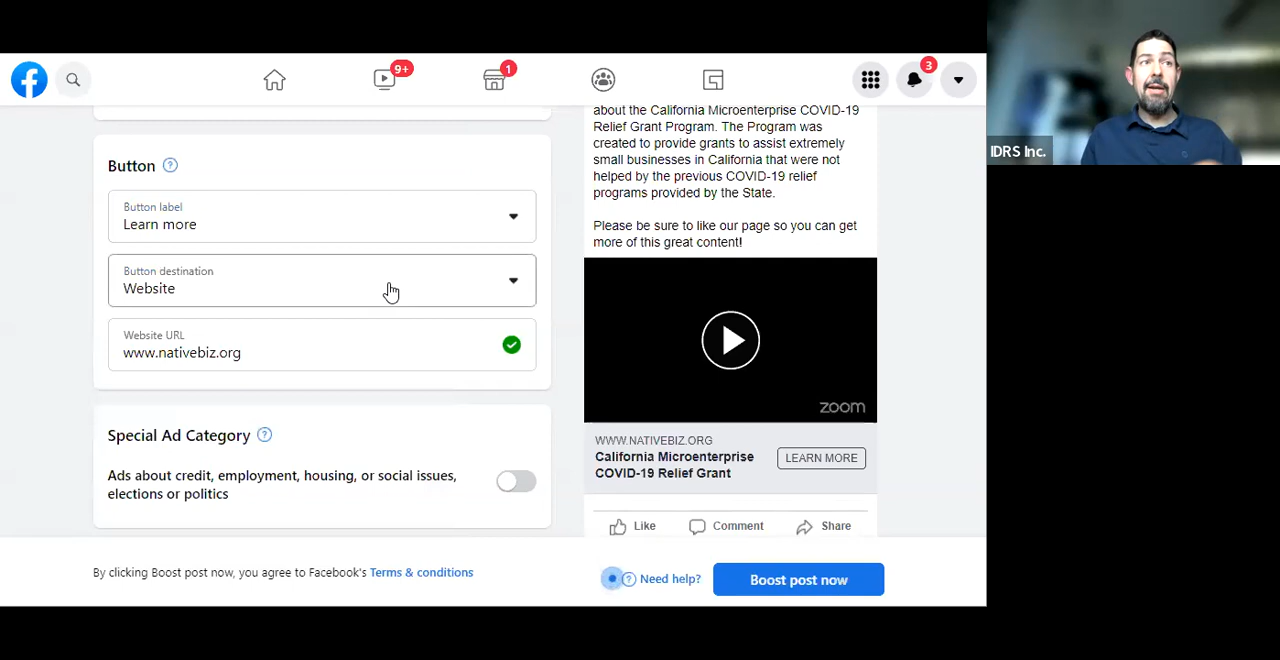 9+
1
3
IDRS Inc.
Button
Button label
Learn more
Button destination
Website
Website URL
www.nativebiz.org
Special Ad Category
Ads about credit, employment, housing, or social issues,
elections or politics
about the California Microenterprise COVID-19
Relief Grant Program. The Program was
created to provide grants to assist extremely
small businesses in California that were not
helped by the previous COVID-19 relief
programs provided by the State.
Please be sure to like our page so you can get
more of this great content!
zoom
WWW.NATIVEBIZ.ORG
California Microenterprise
COVID-19 Relief Grant
LEARN MORE
Like
Comment
Share
By clicking Boost post now, you agree to Facebook's Terms & conditions
Need help?
Boost post now